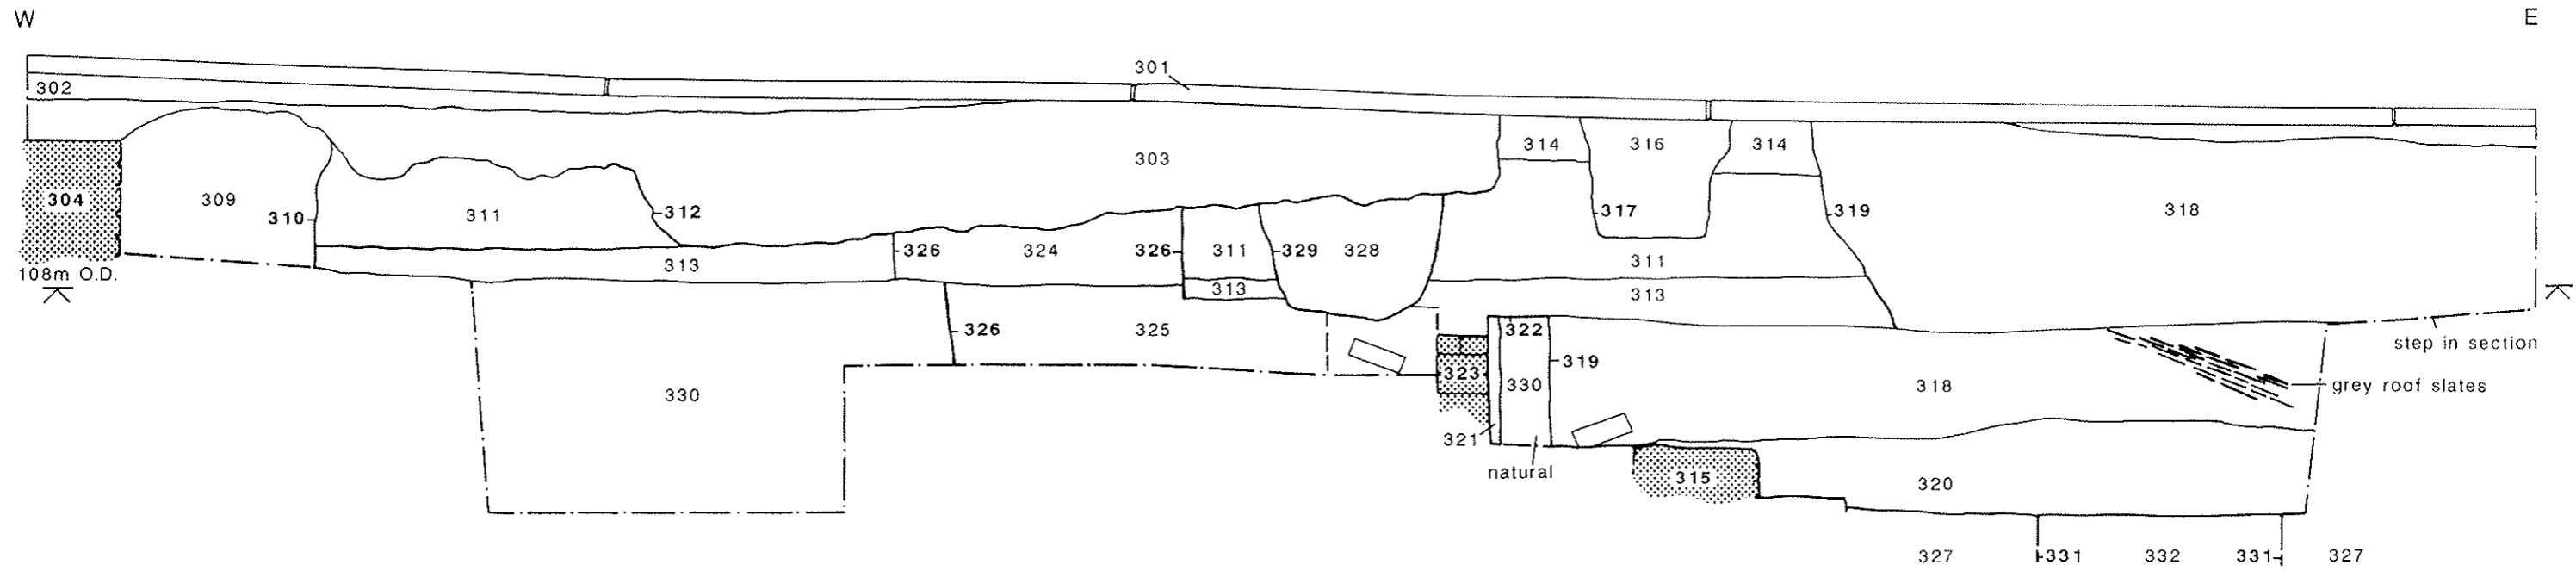 W E
301
302
303
314 316 314
304 309 310 311 312 317 319 318
326 324 326 311 329 328 311
108m O.D. 313 313 313
K K
326 325 322 319 step in section
330 323 330 318 grey roof slates
321
natural 315 320
327 331 332 331 327